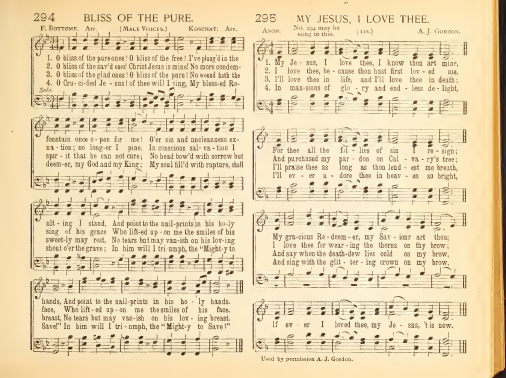 294 BLISS OF THE PURE.
F. BOTTOME. Arr. [MALE VOICES.] KOSCHAT. Arr.
1. O bliss of the pure ones! O bliss of the free! I've plung'd in the
2. O bliss of the sav'd ones! Christ Jesus is mine! No more condem-
3. O bliss of the glad ones! O bliss of the pure! No wound hath the
4. O Cru-ci-fied Je-sus! of thee will I sing, My bless-ed Re-
Solo.
fountain once o-pen for me! O'er sin and uncleanness ex-
na-tion; no long-er I pine. In conscious sal-va-tion I
spir-it that he can not cure; No head bow'd with sorrow but
deem-er, my God and my King; My soul fill'd with rapture, shall
ult-ing I stand, And point to the nail-prints in his ho-ly
sing of his grace Who lift-ed up-on me the smiles of his
sweet-ly may rest, No tears but may van-ish on his lov-ing
shout o'er the grave; In him will I tri-umph, the "Might-y to
hands, And point to the nail-prints in his ho-ly hands.
face, Who lift-ed up-on me the smiles of his face.
breast, No tears but may van-ish on his lov-ing breast.
Save!" In him will I tri-umph, the "Might-y to Save!"
295 MY JESUS, I LOVE THEE.
ANON. No. 294 may be sung to this. (11s.) A. J. GORDON.
1. My Je-sus, I love thee, I know thou art mine,
2. I love thee, be-cause thou hast first lov-ed me,
3. I'll love thee in life, and I'll love thee in death;
4. In man-sions of glo-ry and end-less de-light,
For thee all the fol-lies of sin I re-sign;
And purchased my par-don on Cal-va-ry's tree;
I'll praise thee as long as thou lend-est me breath,
I'll ev-er a-dore thee in heav-en so bright,
My gra-cious Re-deem-er, my Sav-ior art thou;
I love thee for wear-ing the thorns on thy brow;
And say when the death-dew lies cold on my brow,
And sing with the glit-ter-ing crown on my brow,
If ev-er I loved thee, my Je-sus, 'tis now.
Used by permission A. J. Gordon.